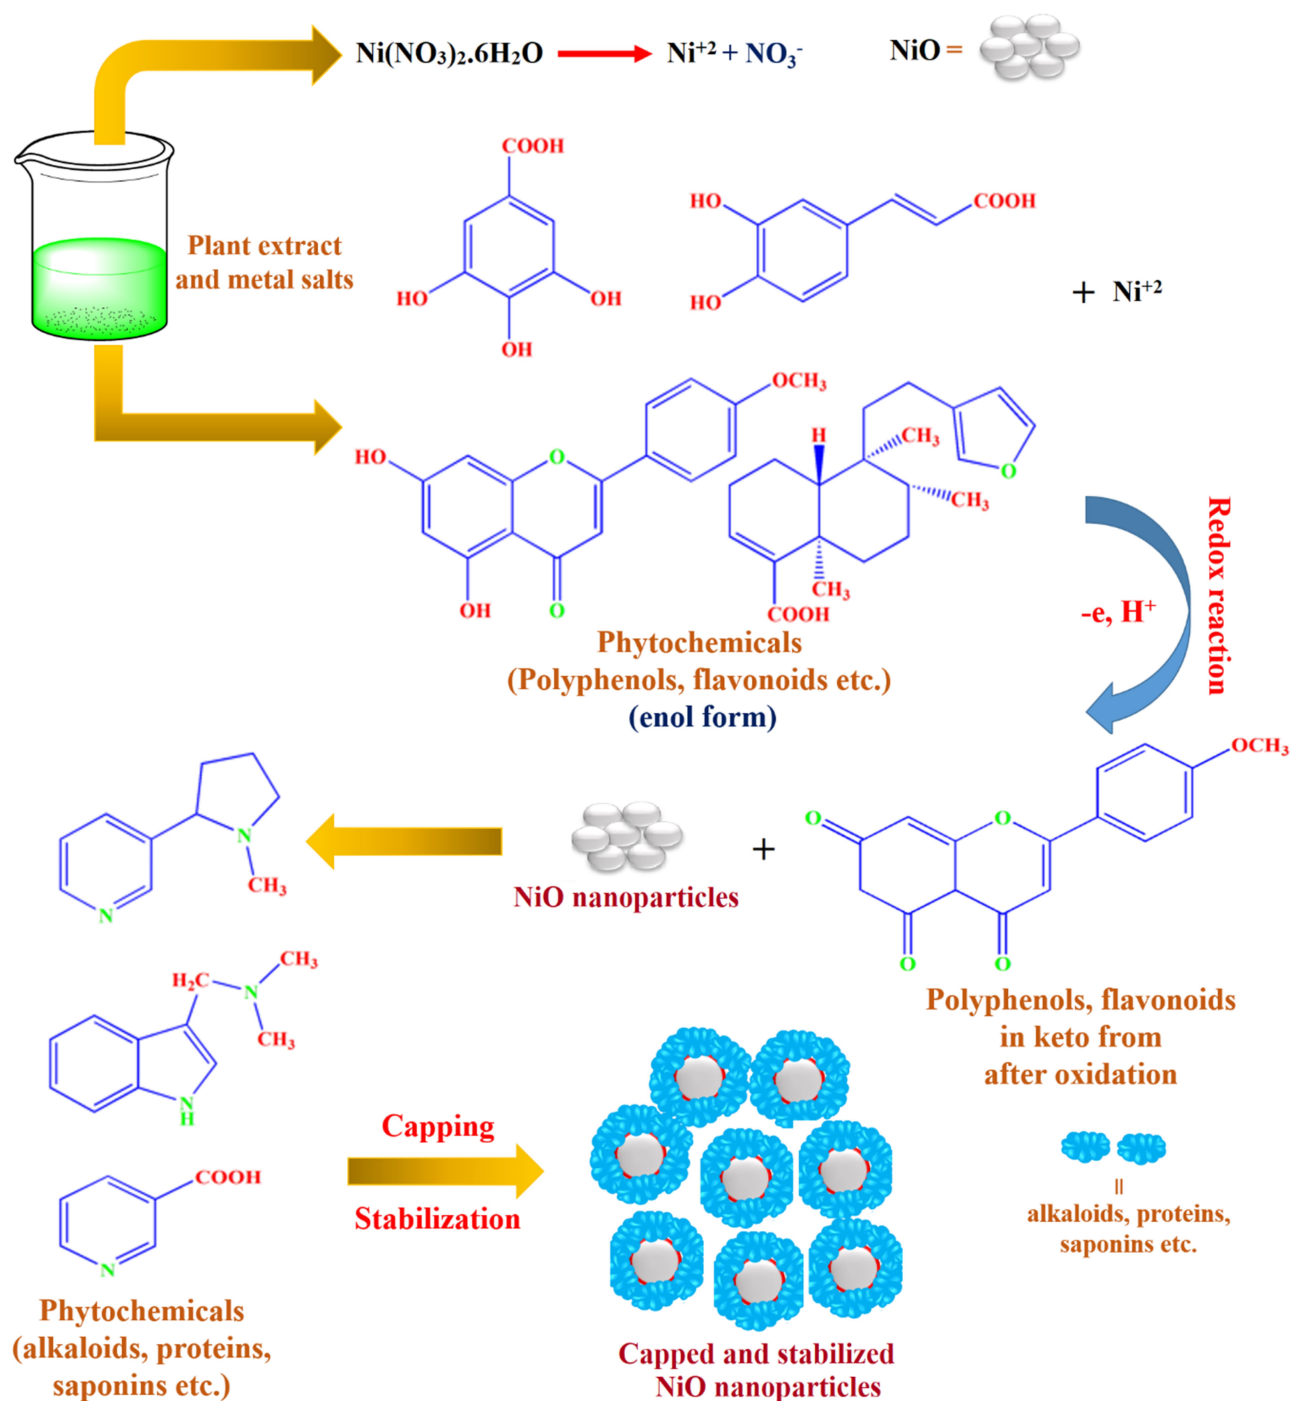 Ni(NO3)2.6H2O
Ni+2 + NO3-
NiO =
COOH
HO
OH
OH
HO
HO
COOH
Plant extract
and metal salts
+ Ni+2
OCH3
HO
O
OH
O
H
CH3
CH3
CH3
O
COOH
Redox reaction
-e, H+
Phytochemicals
(Polyphenols, flavonoids etc.)
(enol form)
N
N
CH3
NiO nanoparticles
+
O
O
OCH3
O
O
Polyphenols, flavonoids
in keto from
after oxidation
H2C
N
CH3
CH3
N
H
COOH
N
Capping
Stabilization
=
alkaloids, proteins,
saponins etc.
Phytochemicals
(alkaloids, proteins,
saponins etc.)
Capped and stabilized
NiO nanoparticles